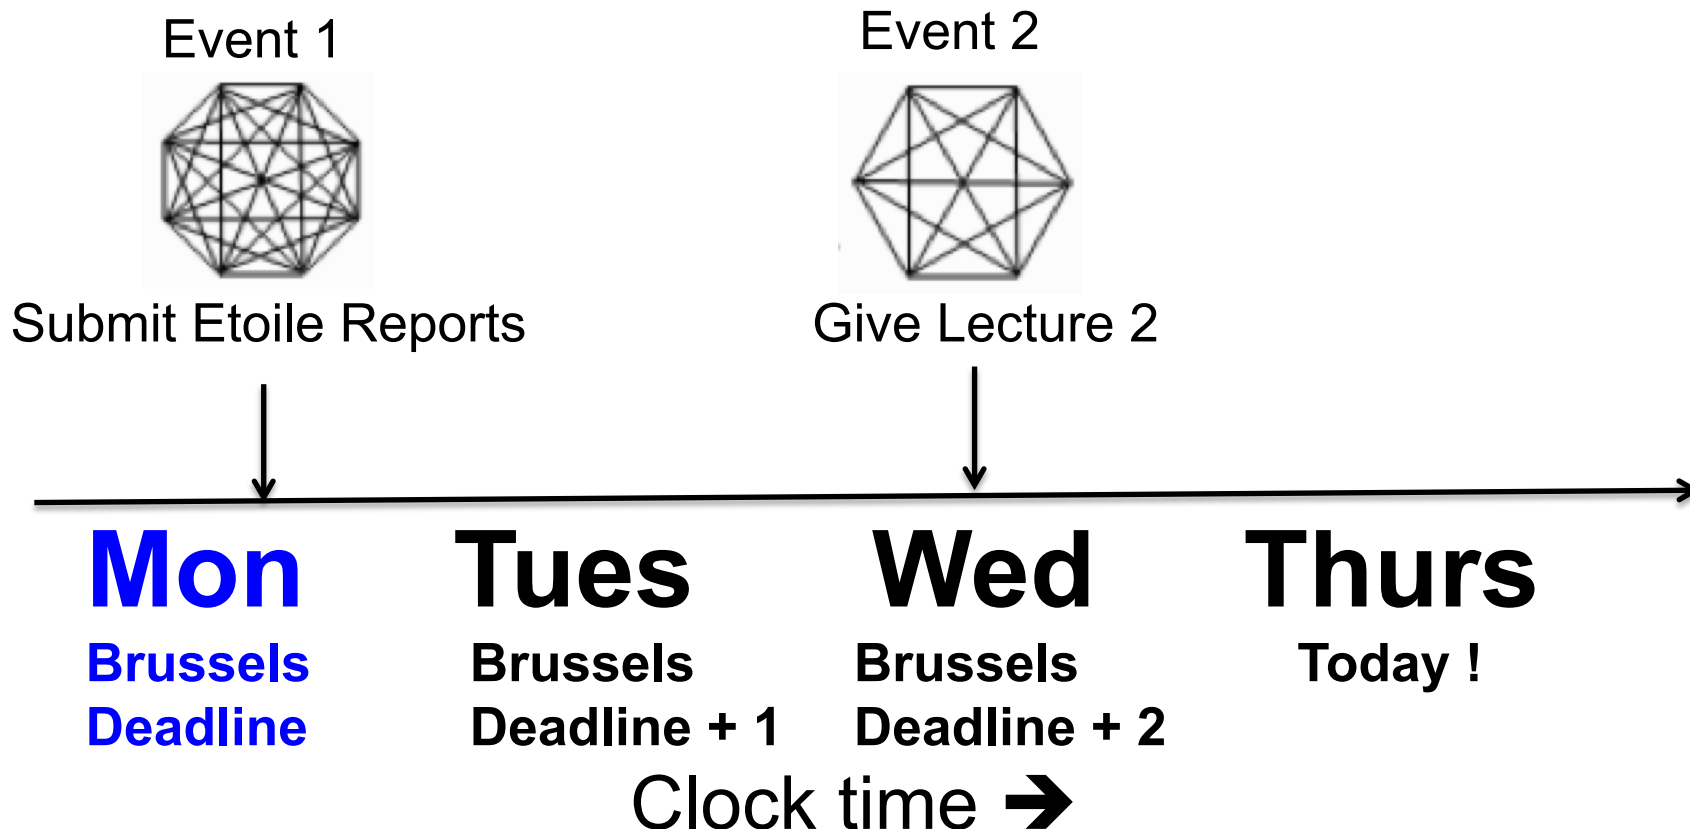 Event 1
Event 2
Submit Etoile Reports
Give Lecture 2
Mon
Tues
Wed
Thurs
Brussels
Deadline
Brussels
Deadline + 1
Brussels
Deadline + 2
Today !
Clock time ➔